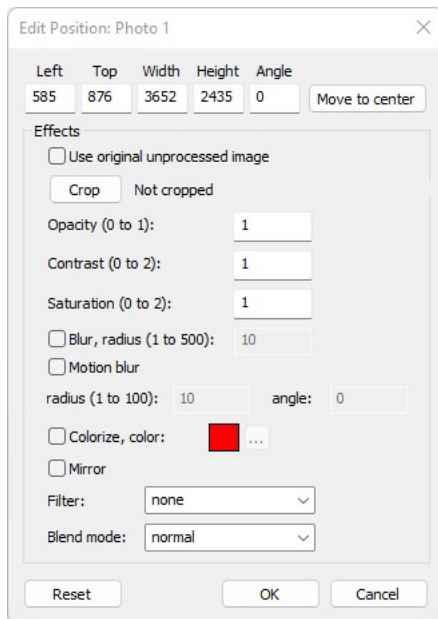 Edit Position: Photo 1
Left Top Width Height Angle
585 876 3652 2435 0 Move to center
Effects
Use original unprocessed image
Crop Not cropped
Opacity (0 to 1): 1
Contrast (0 to 2): 1
Saturation (0 to 2): 1
Blur, radius (1 to 500): 10
Motion blur
radius (1 to 100): 10 angle: 0
Colorize, color: ...
Mirror
Filter: none
Blend mode: normal
Reset OK Cancel